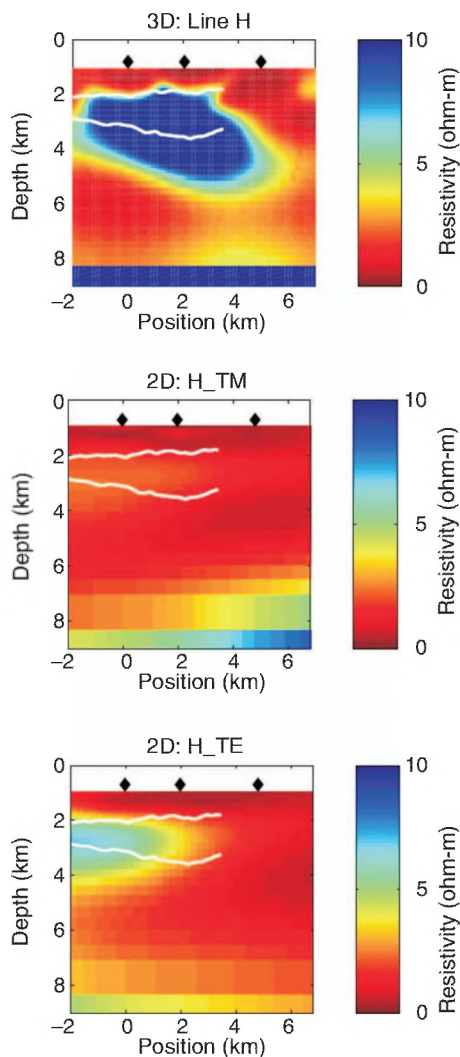 3D: Line H
0
2
4
6
8
Depth (km)
−2 0 2 4 6
Position (km)
10
5
0
Resistivity (ohm-m)
2D: H_TM
0
2
4
6
8
Depth (km)
−2 0 2 4 6
Position (km)
10
5
0
Resistivity (ohm-m)
2D: H_TE
0
2
4
6
8
Depth (km)
−2 0 2 4 6
Position (km)
10
5
0
Resistivity (ohm-m)